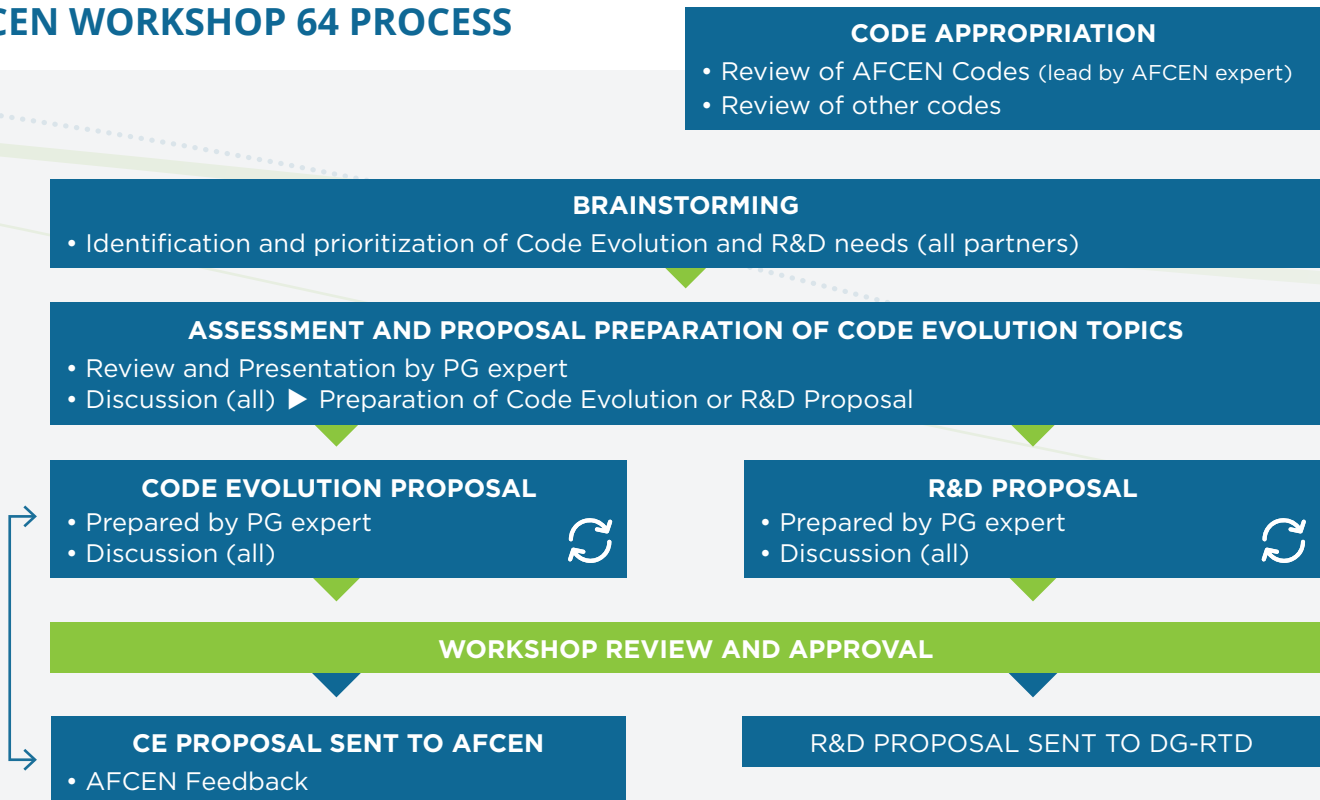 CEN WORKSHOP 64 PROCESS
CODE APPROPRIATION
• Review of AFCEN Codes (lead by AFCEN expert)
• Review of other codes
BRAINSTORMING
• Identification and prioritization of Code Evolution and R&D needs (all partners)
ASSESSMENT AND PROPOSAL PREPARATION OF CODE EVOLUTION TOPICS
• Review and Presentation by PG expert
• Discussion (all) ▶ Preparation of Code Evolution or R&D Proposal
CODE EVOLUTION PROPOSAL
• Prepared by PG expert
• Discussion (all)
R&D PROPOSAL
• Prepared by PG expert
• Discussion (all)
WORKSHOP REVIEW AND APPROVAL
CE PROPOSAL SENT TO AFCEN
• AFCEN Feedback
R&D PROPOSAL SENT TO DG-RTD